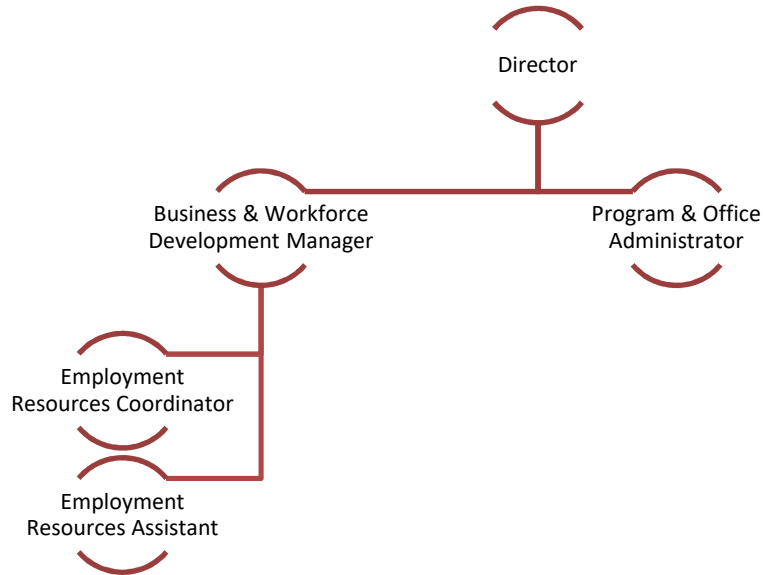 Director
Business & Workforce
Development Manager
Program & Office
Administrator
Employment
Resources Coordinator
Employment
Resources Assistant